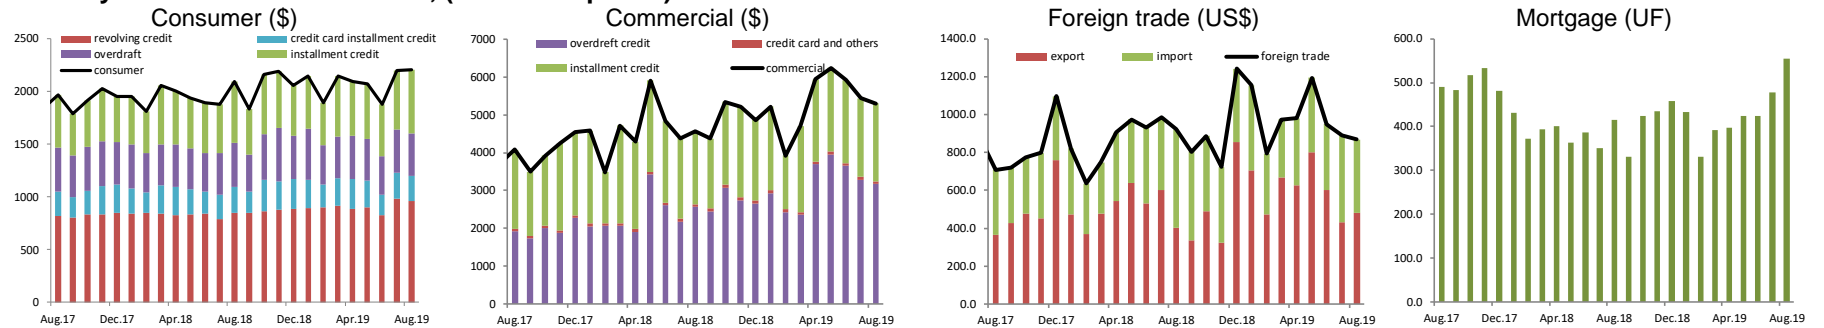 Consumer ($)
revolving credit
credit card installment credit
overdraft
installment credit
consumer
2500
2000
1500
1000
500
0
Aug.17
Dec.17
Apr.18
Aug.18
Dec.18
Apr.19
Aug.19
Commercial ($)
overdreft credit
credit card and others
installment credit
commercial
7000
6000
5000
4000
3000
2000
1000
0
Aug.17
Dec.17
Apr.18
Aug.18
Dec.18
Apr.19
Aug.19
Foreign trade (US$)
export
import
foreign trade
1400.0
1200.0
1000.0
800.0
600.0
400.0
200.0
0.0
Aug.17
Dec.17
Apr.18
Aug.18
Dec.18
Apr.19
Aug.19
Mortgage (UF)
600.0
500.0
400.0
300.0
200.0
100.0
0.0
Aug.17
Dec.17
Apr.18
Aug.18
Dec.18
Apr.19
Aug.19